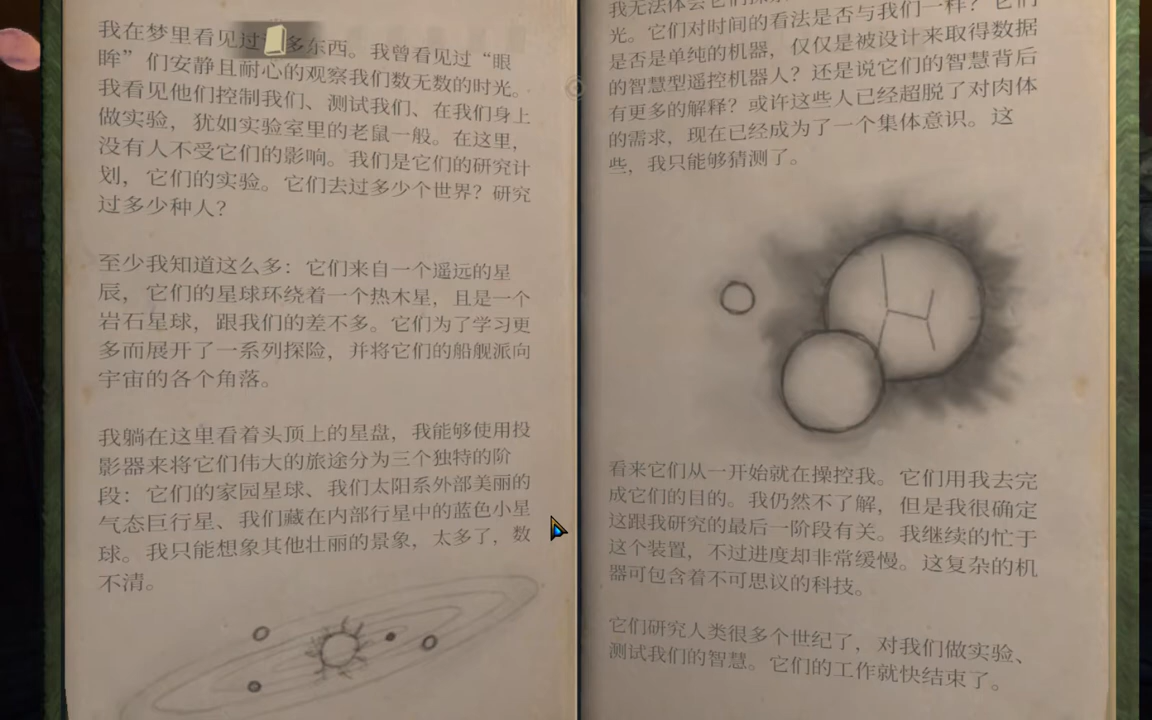 我在梦里看见过 多东西。我曾看见过“眼
眸”们安静且耐心的观察我们数无数的时光。
我看见他们控制我们、测试我们、在我们身上
做实验，犹如实验室里的老鼠一般。在这里，
没有人不受它们的影响。我们是它们的研究计
划，它们的实验。它们去过多少个世界？研究
过多少种人？
至少我知道这么多：它们来自一个遥远的星
辰，它们的星球环绕着一个热木星，且是一个
岩石星球，跟我们的差不多。它们为了学习更
多而展开了一系列探险，并将它们的船舰派向
宇宙的各个角落。
我躺在这里看着头顶上的星盘，我能够使用投
影器来将它们伟大的旅途分为三个独特的阶
段：它们的家园星球、我们太阳系外部美丽的
气态巨行星、我们藏在内部行星中的蓝色小星
球。我只能想象其他壮丽的景象，太多了，数
不清。
我无法体会它们探索
光。它们对时间的看法是否与我们一样？它们
是否是单纯的机器，仅仅是被设计来取得数据
的智慧型遥控机器人？还是说它们的智慧背后
有更多的解释？或许这些人已经超脱了对肉体
的需求，现在已经成为了一个集体意识。这
些，我只能够猜测了。
看来它们从一开始就在操控我。它们用我去完
成它们的目的。我仍然不了解，但是我很确定
这跟我研究的最后一阶段有关。我继续的忙于
这个装置，不过进度却非常缓慢。这复杂的机
器可包含着不可思议的科技。
它们研究人类很多个世纪了，对我们做实验、
测试我们的智慧。它们的工作就快结束了。